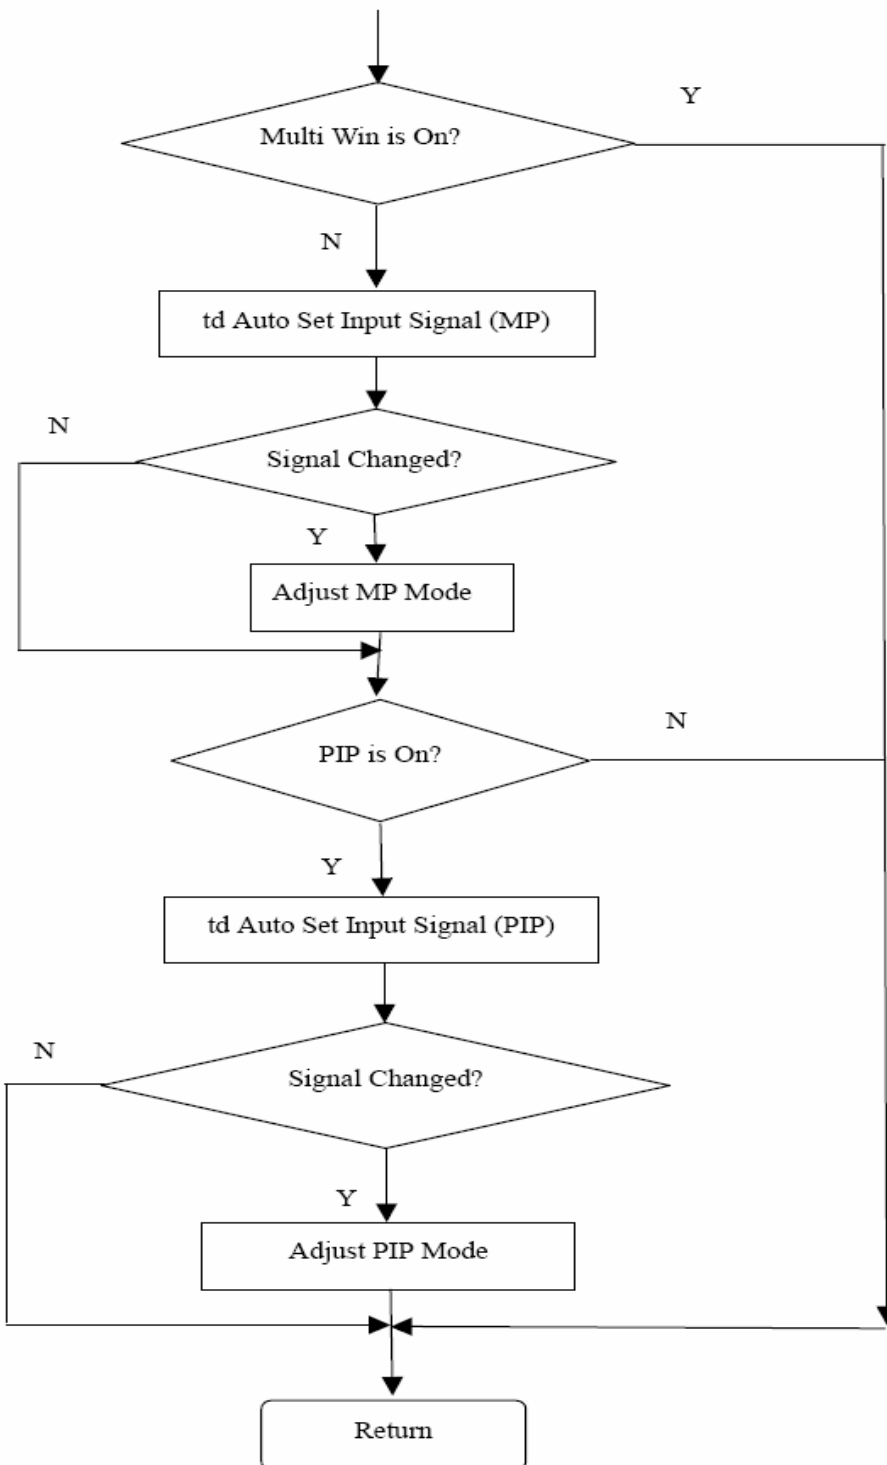 Y
Multi Win is On?
N
td Auto Set Input Signal (MP)
N
Signal Changed?
Y
Adjust MP Mode
N
PIP is On?
Y
td Auto Set Input Signal (PIP)
N
Signal Changed?
Y
Adjust PIP Mode
Return